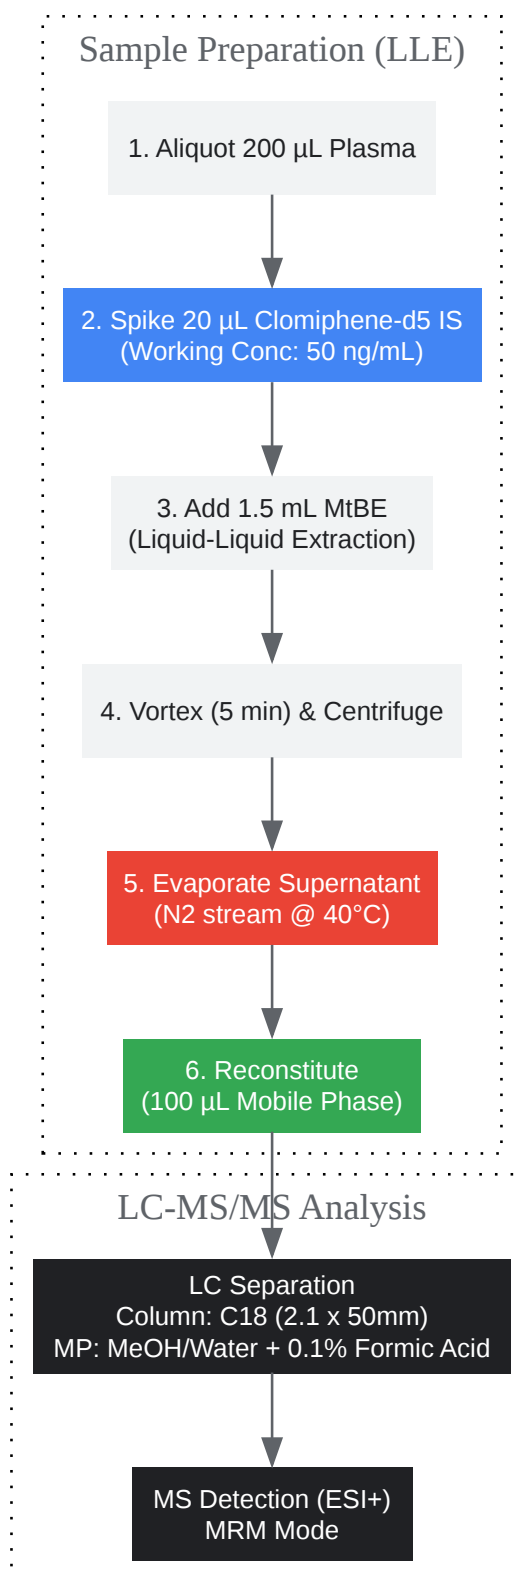 Sample Preparation (LLE)
1. Aliquot 200 µL Plasma
2. Spike 20 µL Clomiphene-d5 IS
(Working Conc: 50 ng/mL)
3. Add 1.5 mL MtBE
(Liquid-Liquid Extraction)
4. Vortex (5 min) & Centrifuge
5. Evaporate Supernatant
(N2 stream @ 40°C)
6. Reconstitute
(100 µL Mobile Phase)
LC-MS/MS Analysis
LC Separation
Column: C18 (2.1 x 50mm)
MP: MeOH/Water + 0.1% Formic Acid
MS Detection (ESI+)
MRM Mode